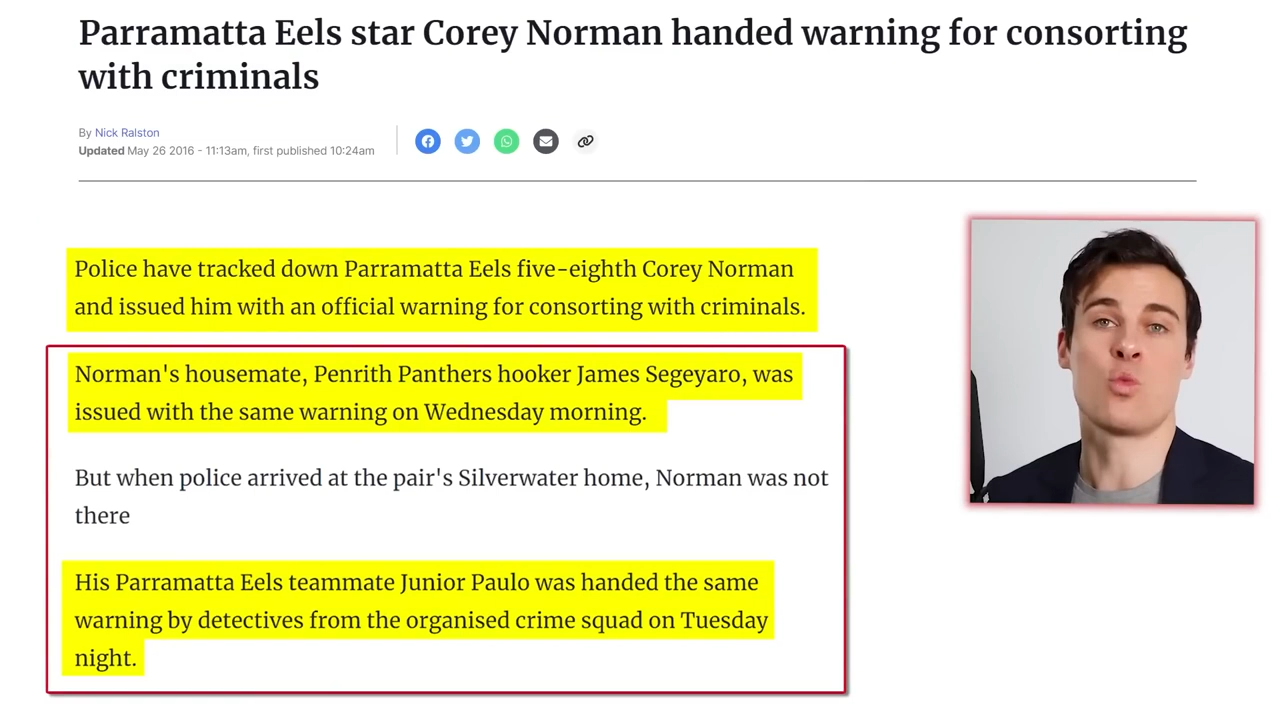 Parramatta Eels star Corey Norman handed warning for consorting
with criminals
By Nick Ralston
Updated May 26 2016 - 11:13am, first published 10:24am
Police have tracked down Parramatta Eels five-eighth Corey Norman
and issued him with an official warning for consorting with criminals.
Norman's housemate, Penrith Panthers hooker James Segeyaro, was
issued with the same warning on Wednesday morning.
But when police arrived at the pair's Silverwater home, Norman was not
there
His Parramatta Eels teammate Junior Paulo was handed the same
warning by detectives from the organised crime squad on Tuesday
night.